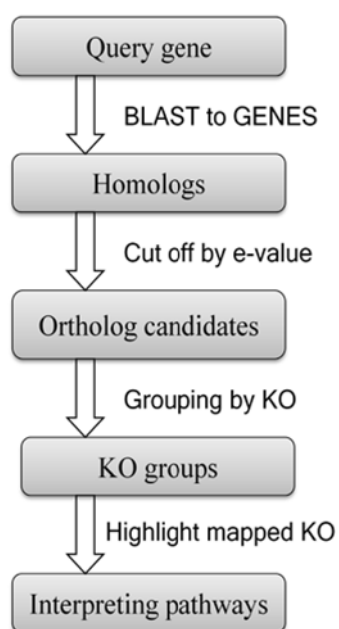 Query gene
BLAST to GENES
Homologs
Cut off by e-value
Ortholog candidates
Grouping by KO
KO groups
Highlight mapped KO
Interpreting pathways